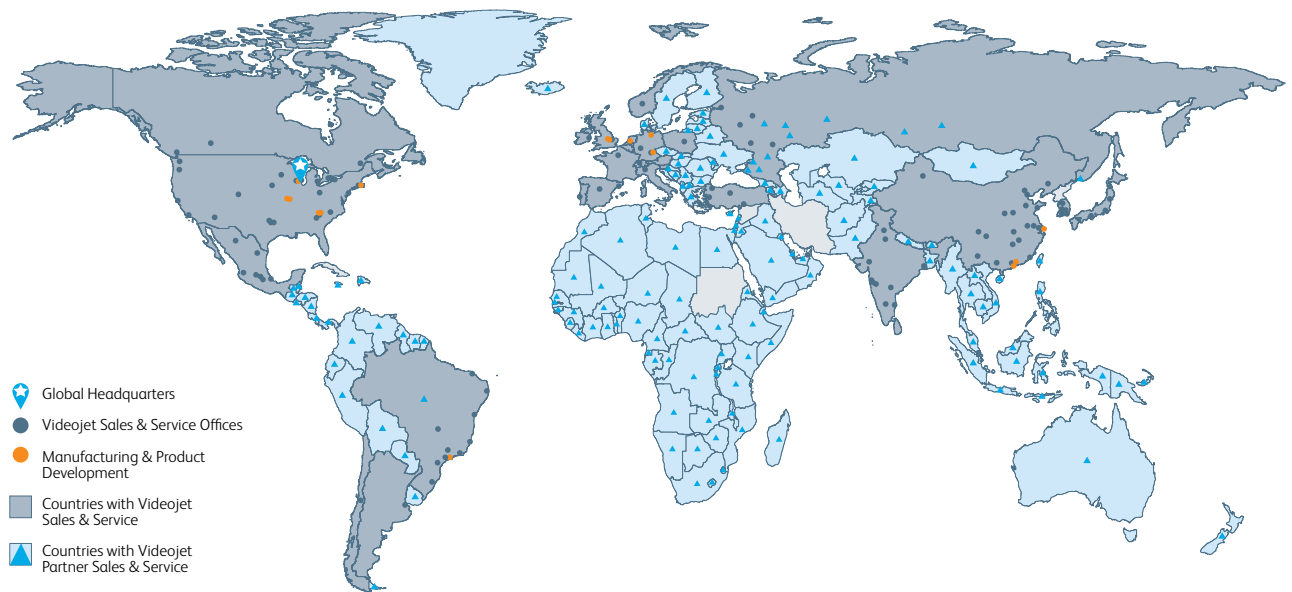 Global Headquarters
Videojet Sales & Service Offices
Manufacturing & Product
Development
Countries with Videojet
Sales & Service
Countries with Videojet
Partner Sales & Service